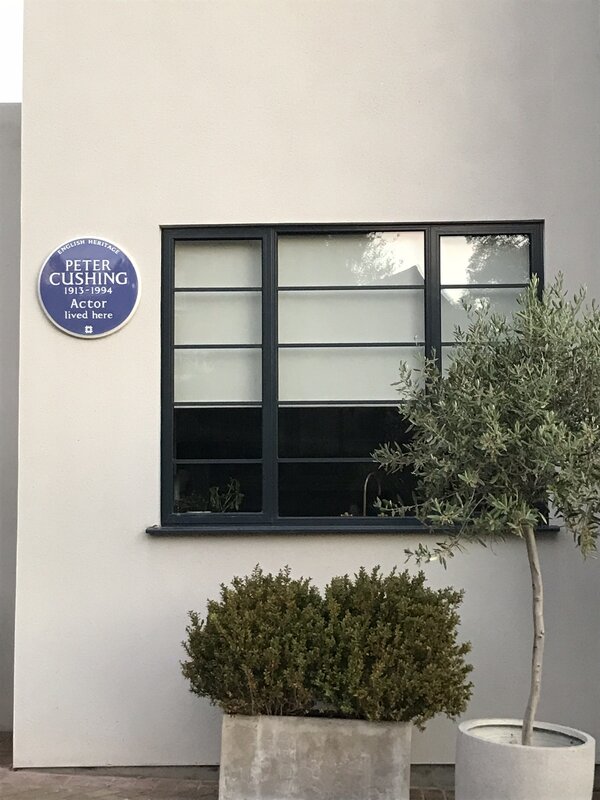 ENGLISH HERITAGE
PETER
CUSHING
1913-1994
Actor
lived here